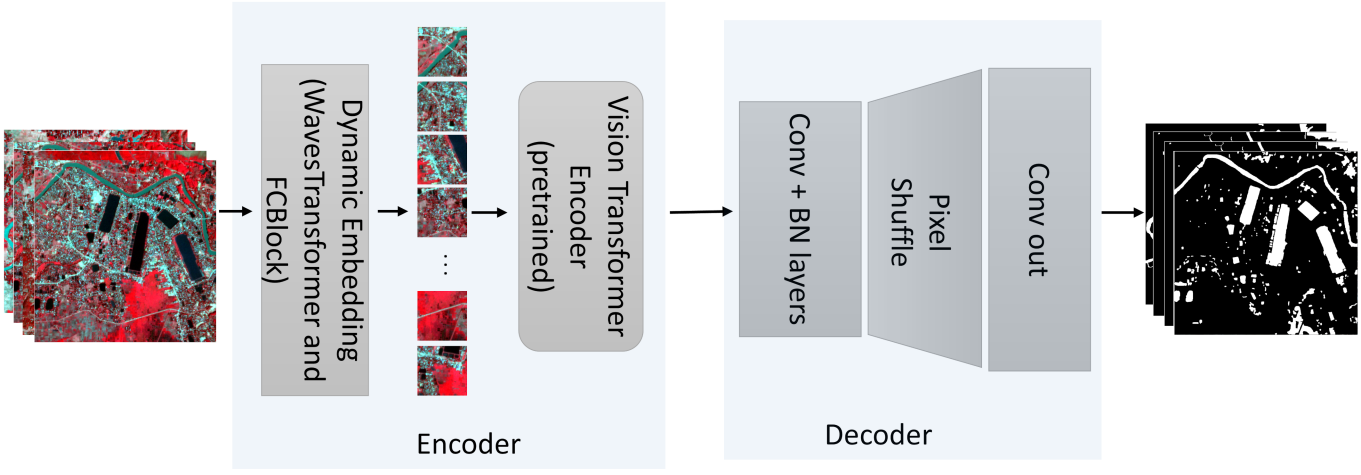 Dynamic Embedding
(WavesTransformer and
FCBlock)
...
Vision Transformer
Encoder
(pretrained)
Encoder
Conv + BN layers
Pixel
Shuffle
Conv out
Decoder